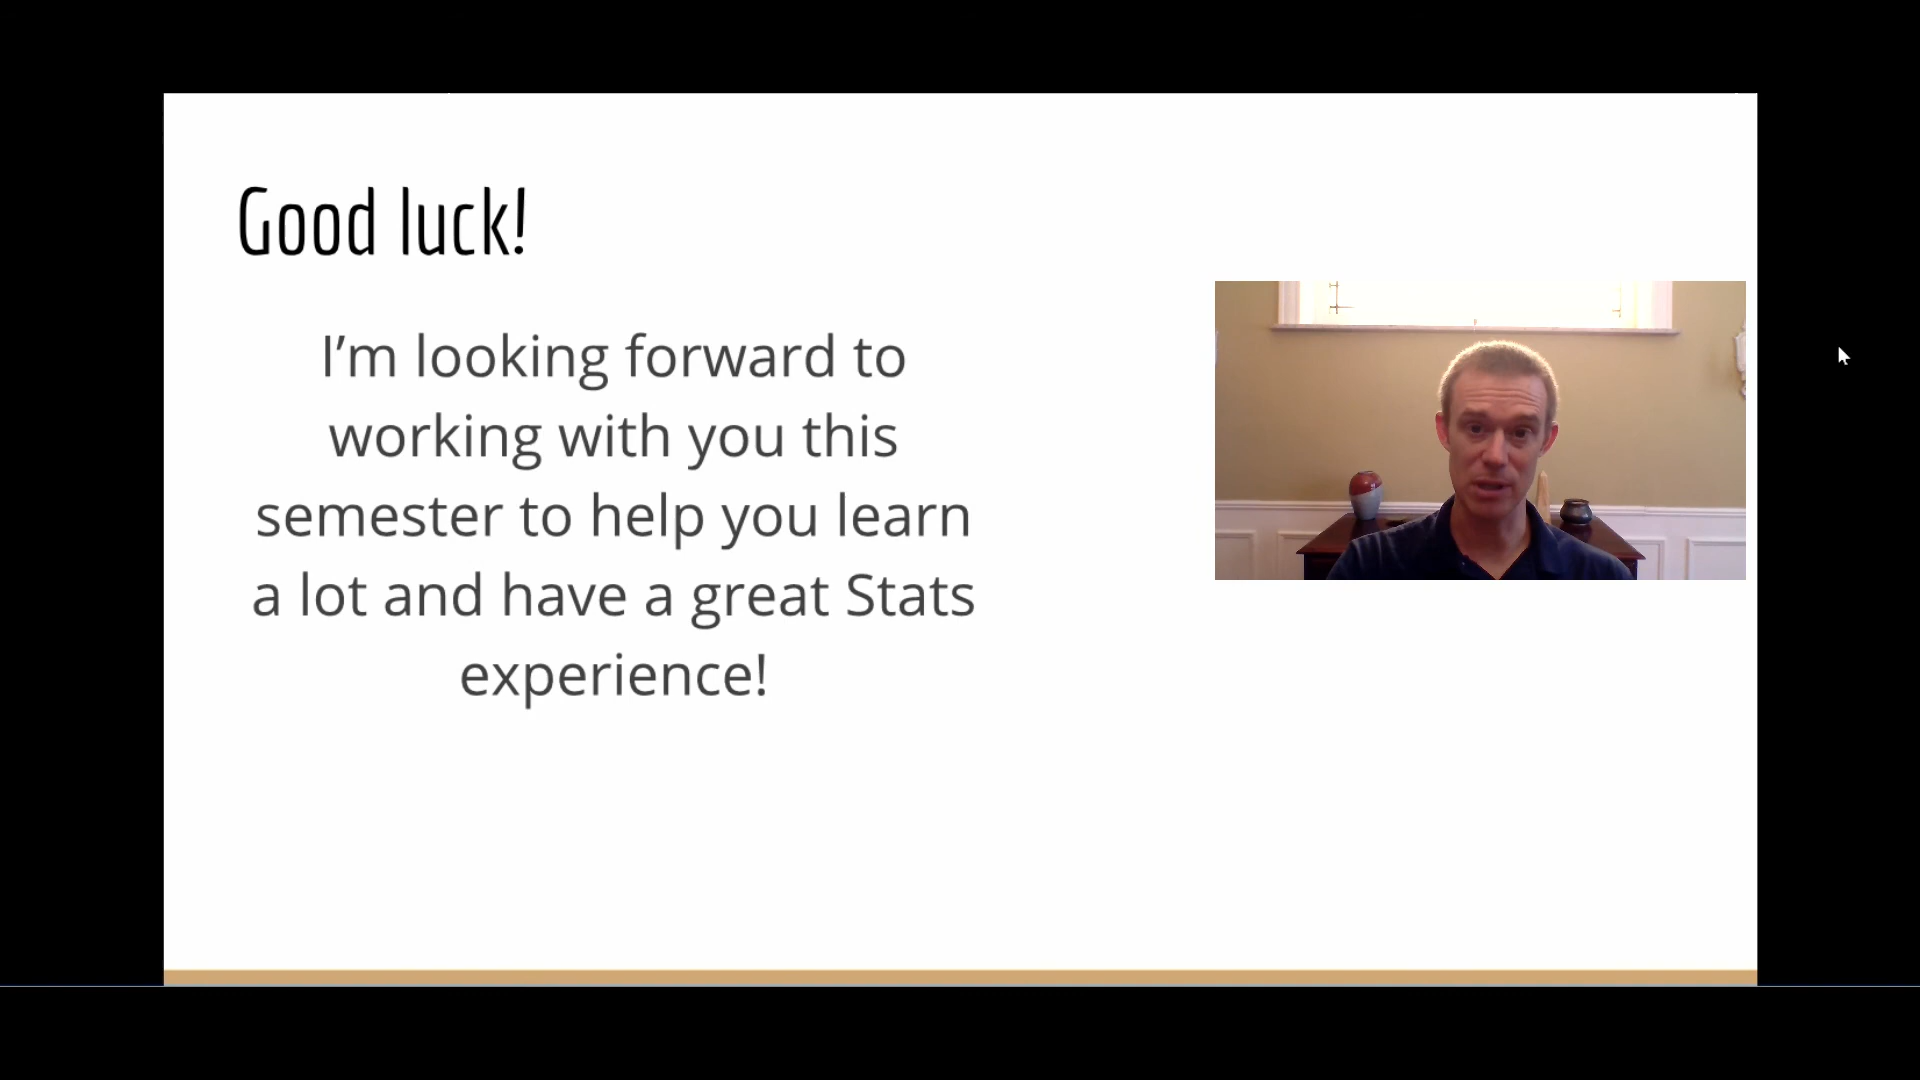 Good luck!
I’m looking forward to
working with you this
semester to help you learn
a lot and have a great Stats
experience!